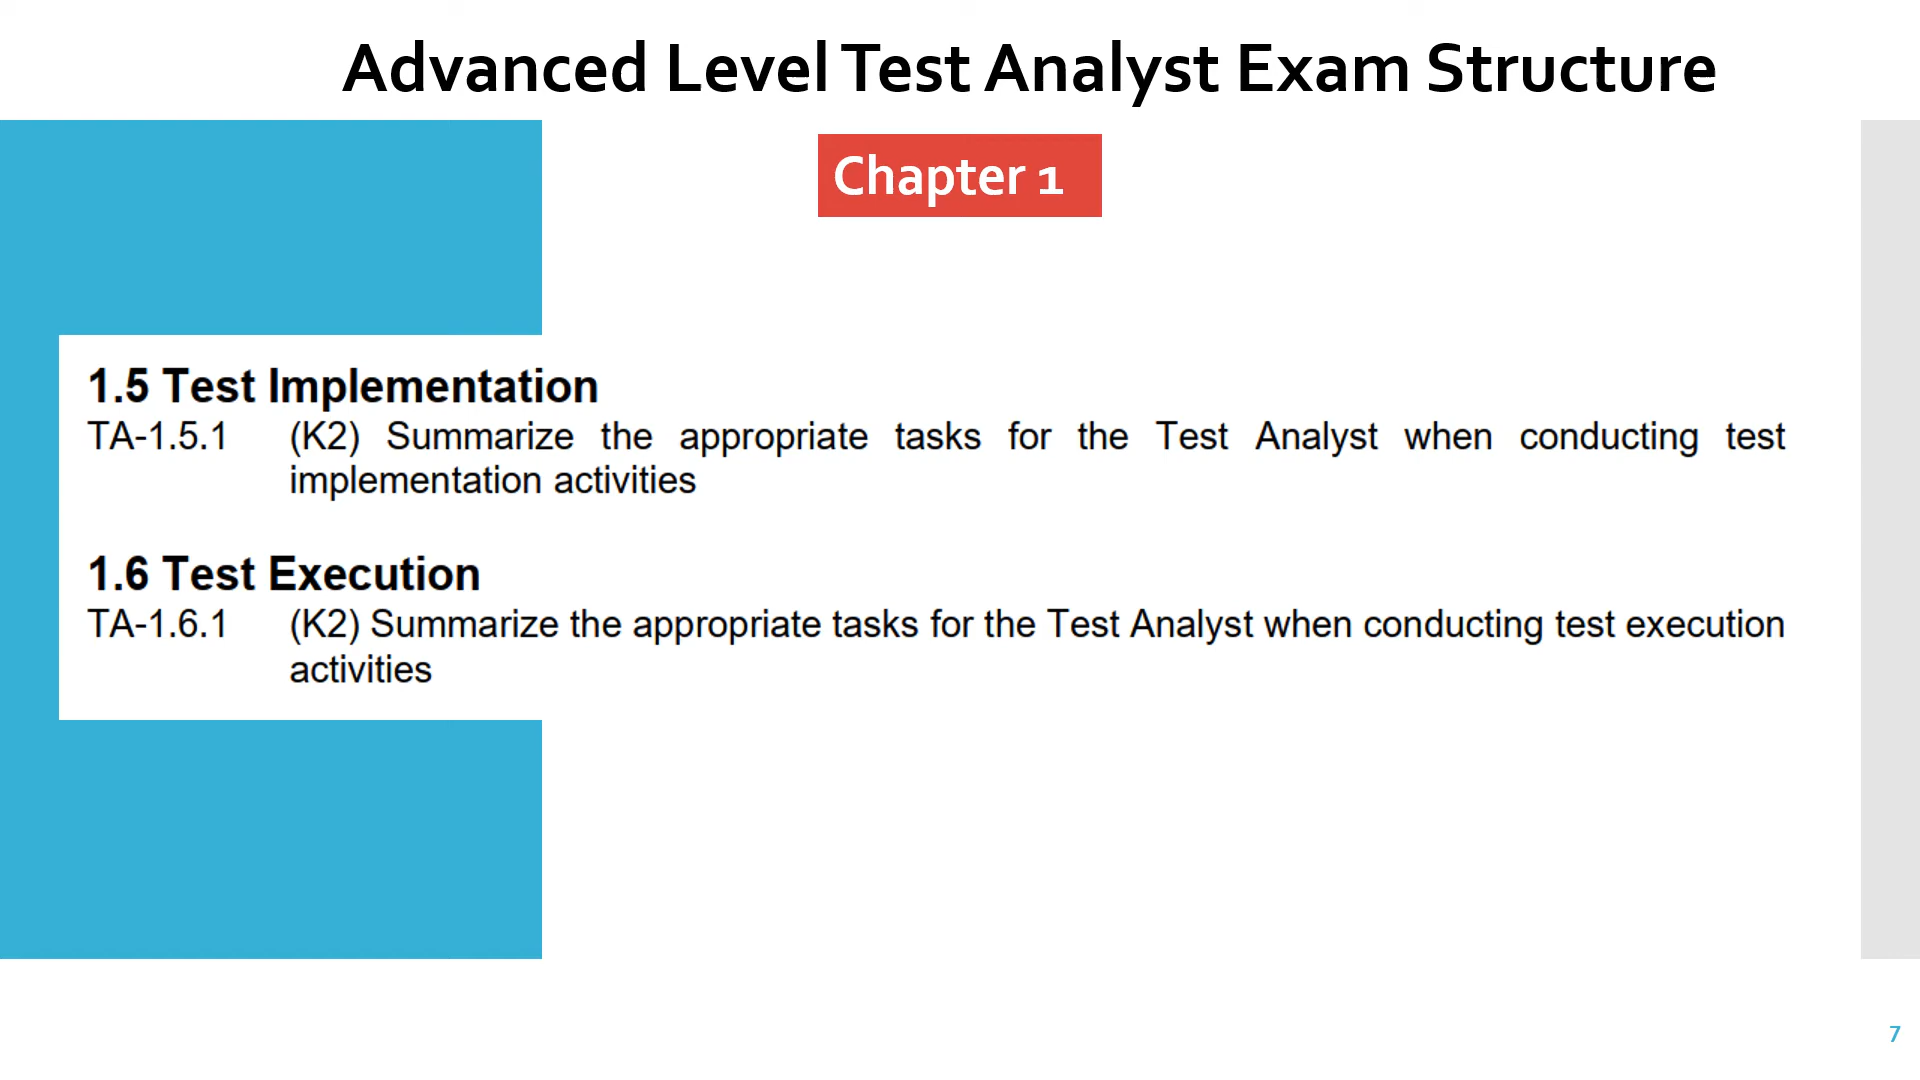 Advanced Level Test Analyst Exam Structure
Chapter 1
1.5 Test Implementation
TA-1.5.1 (K2) Summarize the appropriate tasks for the Test Analyst when conducting test
implementation activities
1.6 Test Execution
TA-1.6.1 (K2) Summarize the appropriate tasks for the Test Analyst when conducting test execution
activities
7